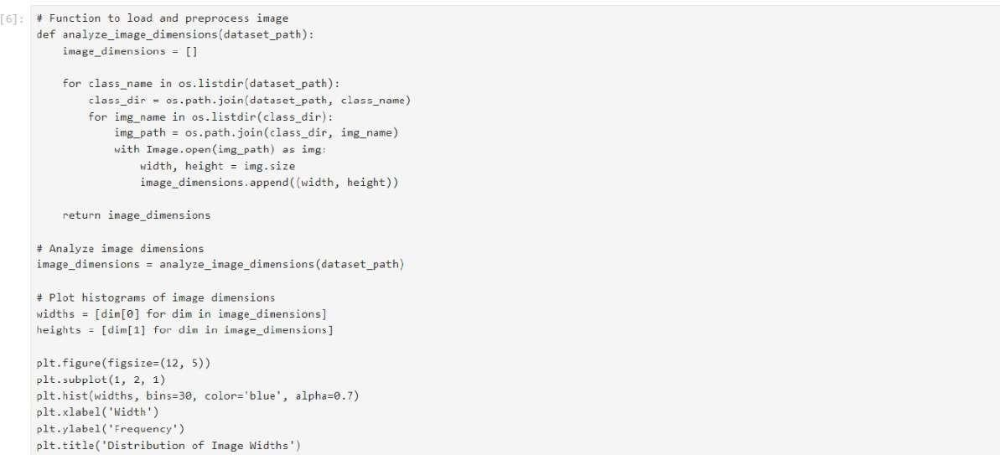 [6]: # Function to load and preprocess image
def analyze_image_dimensions(dataset_path):
    image_dimensions = []

    for class_name in os.listdir(dataset_path):
        class_dir = os.path.join(dataset_path, class_name)
        for img_name in os.listdir(class_dir):
            img_path = os.path.join(class_dir, img_name)
            with Image.open(img_path) as img:
                width, height = img.size
                image_dimensions.append((width, height))

    return image_dimensions

# Analyze image dimensions
image_dimensions = analyze_image_dimensions(dataset_path)

# Plot histograms of image dimensions
widths = [dim[0] for dim in image_dimensions]
heights = [dim[1] for dim in image_dimensions]

plt.figure(figsize=(12, 5))
plt.subplot(1, 2, 1)
plt.hist(widths, bins=30, color='blue', alpha=0.7)
plt.xlabel('Width')
plt.ylabel('Frequency')
plt.title('Distribution of Image Widths')